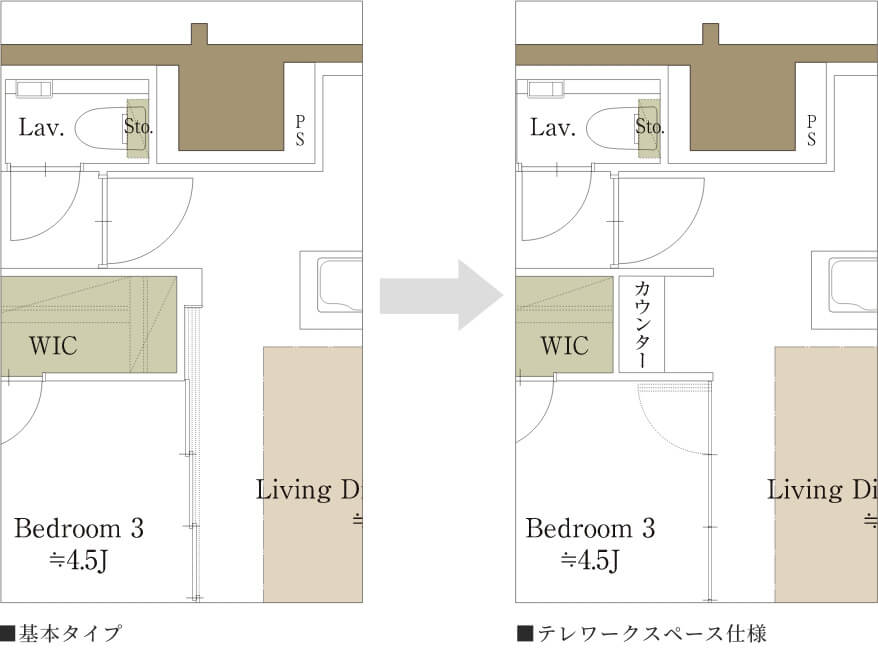 Lav.
Sto.
PS
WIC
Living Di
≒
Bedroom 3
≒4.5J
■基本タイプ
Lav.
Sto.
PS
カウンター
WIC
Living Di
≒
Bedroom 3
≒4.5J
■テレワークスペース仕様